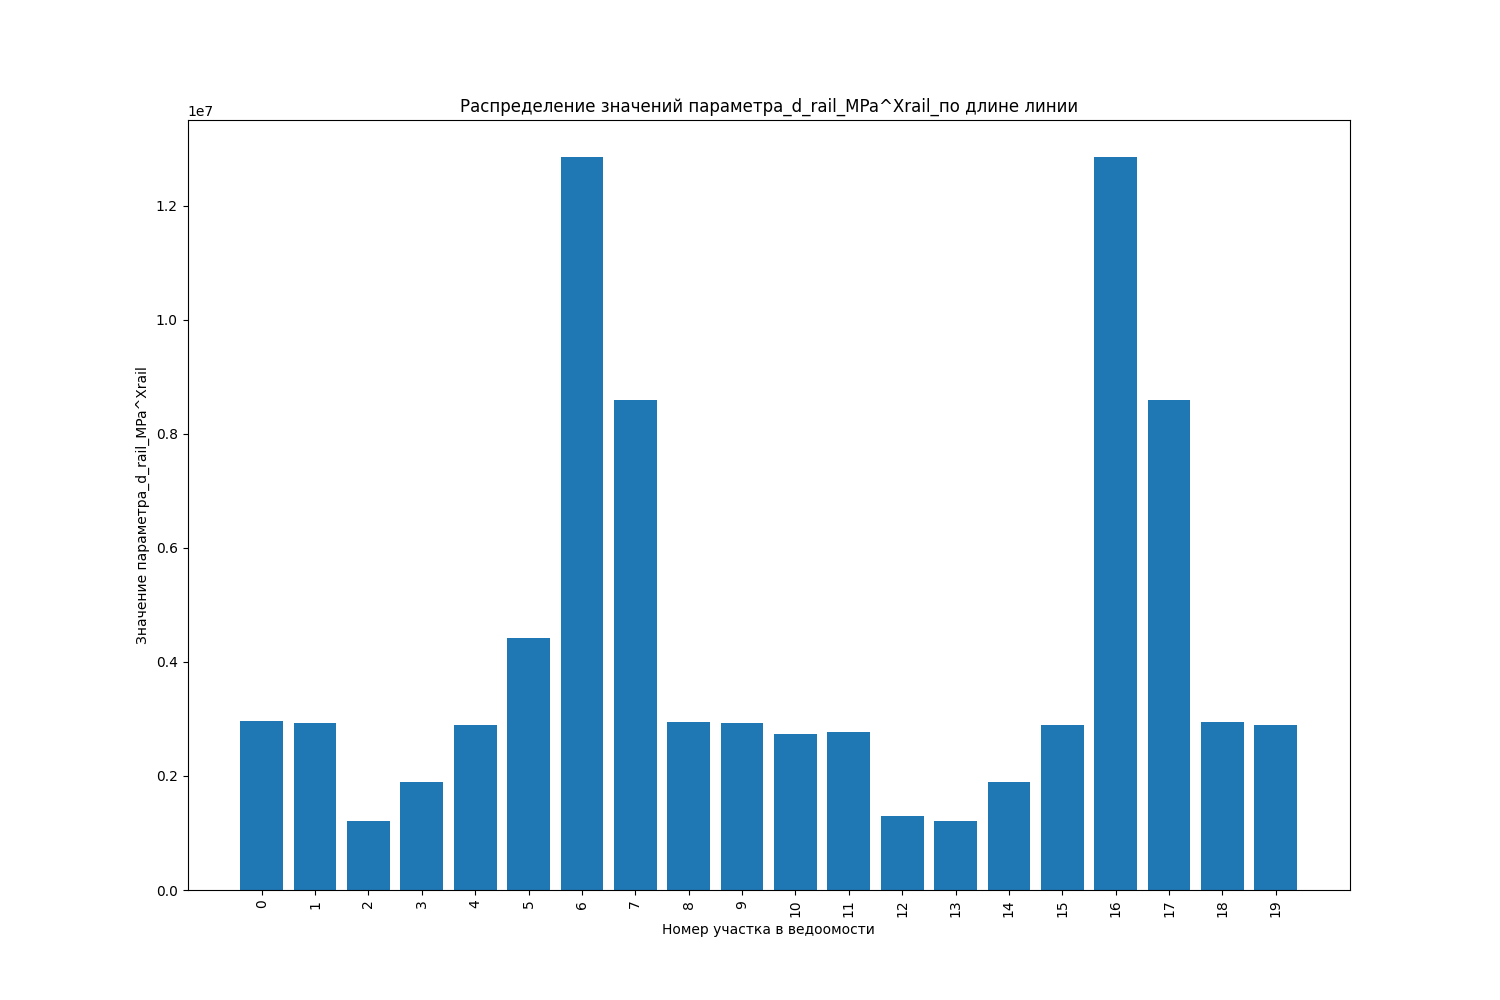 Распределение значений параметра_d_rail_MPa^Xrail_по длине линии
1e7
1.2
1.0
0.8
0.6
0.4
0.2
0.0
Значение параметра_d_rail_MPa^Xrail
0 1 2 3 4 5 6 7 8 9 10 11 12 13 14 15 16 17 18 19
Номер участка в ведоомости